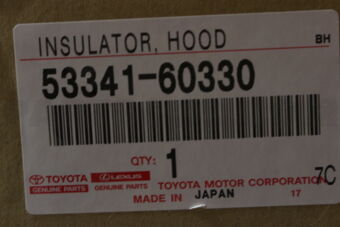 INSULATOR, HOOD BH
53341-60330
QTY: 1
TOYOTA LEXUS TOYOTA MOTOR CORPORATION 7C
GENUINE PARTS GENUINE PARTS
MADE IN JAPAN 17